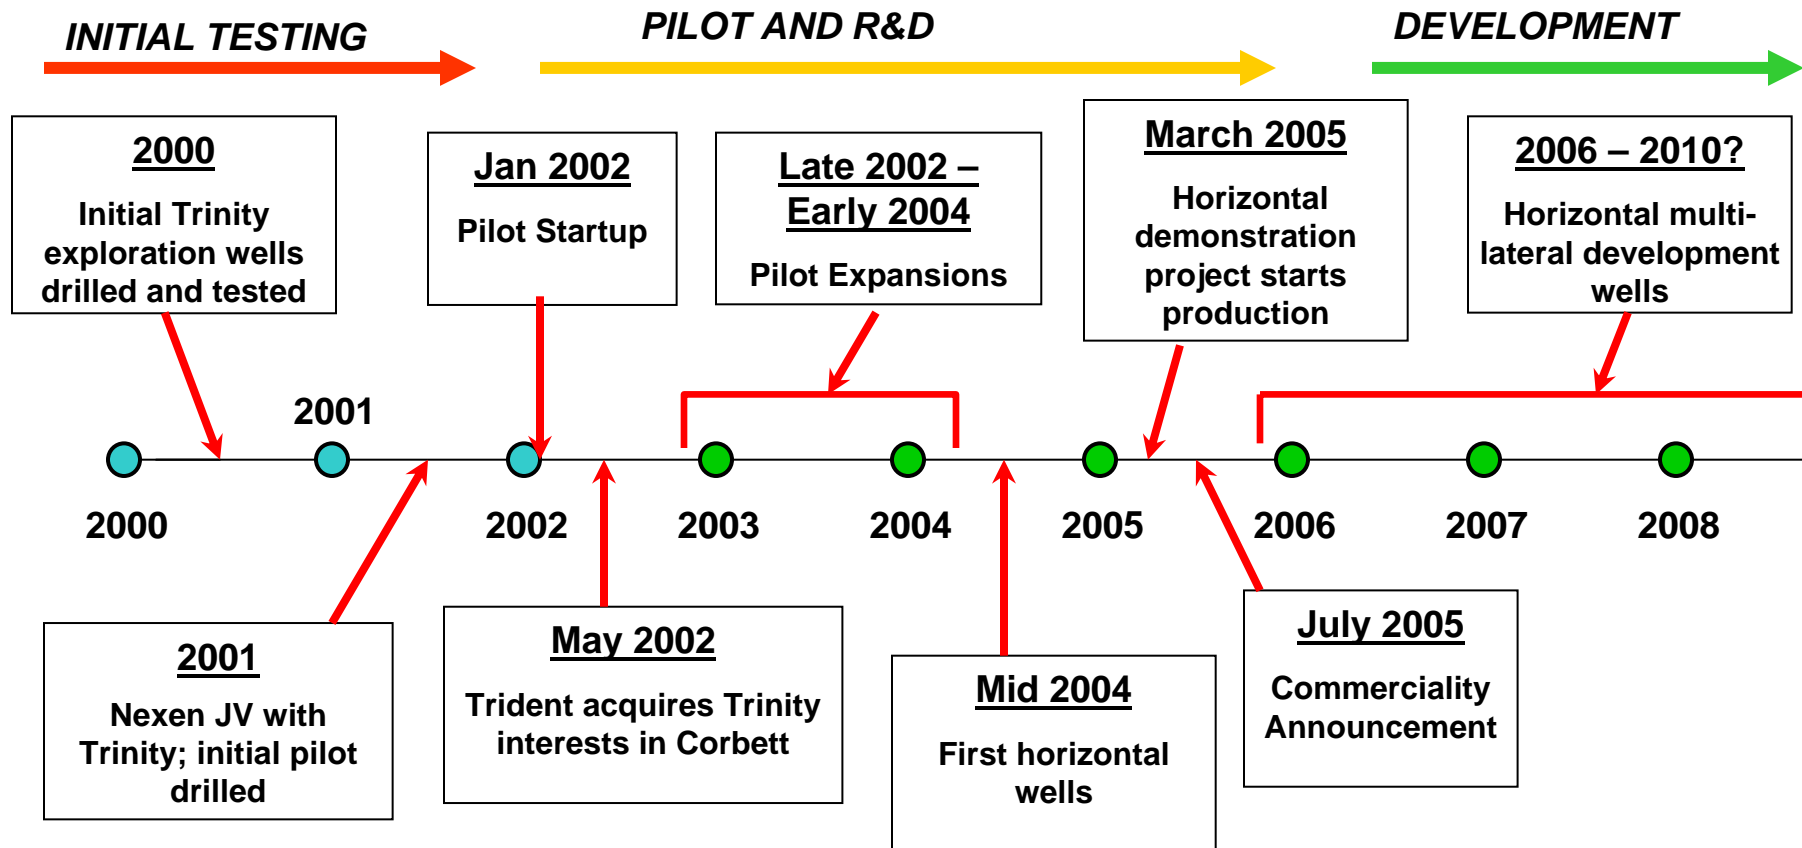 INITIAL TESTING
PILOT AND R&D
DEVELOPMENT
2000
Initial Trinity
exploration wells
drilled and tested
Jan 2002
Pilot Startup
Late 2002 –
Early 2004
Pilot Expansions
March 2005
Horizontal
demonstration
project starts
production
2006 – 2010?
Horizontal multi-
lateral development
wells
2001
2000
2002
2003
2004
2005
2006
2007
2008
2001
Nexen JV with
Trinity; initial pilot
drilled
May 2002
Trident acquires Trinity
interests in Corbett
Mid 2004
First horizontal
wells
July 2005
Commerciality
Announcement